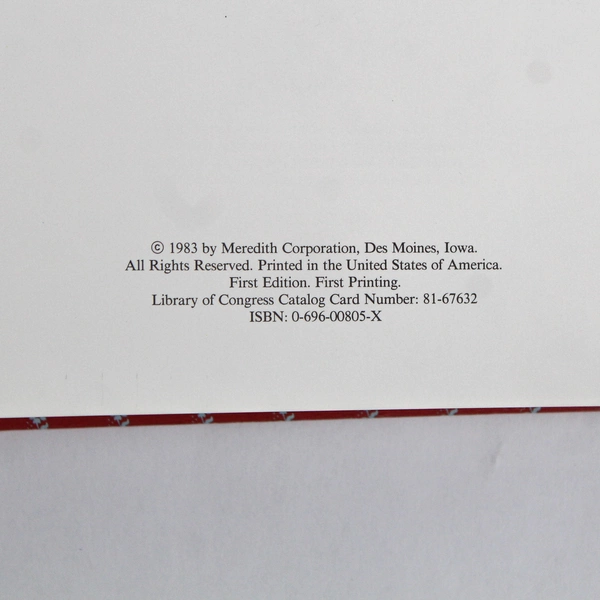 © 1983 by Meredith Corporation, Des Moines, Iowa.
All Rights Reserved. Printed in the United States of America.
First Edition. First Printing.
Library of Congress Catalog Card Number: 81-67632
ISBN: 0-696-00805-X